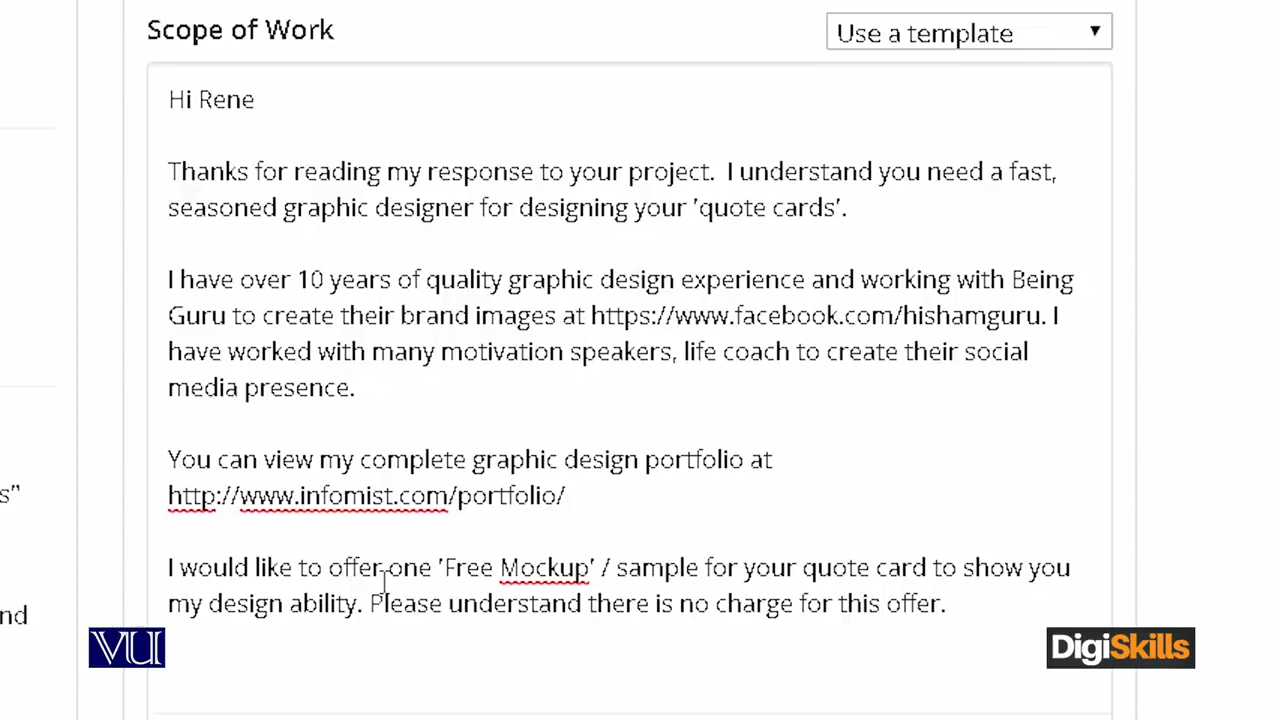 Scope of Work
Use a template
Hi Rene
Thanks for reading my response to your project.  I understand you need a fast,
seasoned graphic designer for designing your 'quote cards'.
I have over 10 years of quality graphic design experience and working with Being
Guru to create their brand images at https://www.facebook.com/hishamguru. I
have worked with many motivation speakers, life coach to create their social
media presence.
You can view my complete graphic design portfolio at
http://www.infomist.com/portfolio/
s"
I would like to offer one 'Free Mockup' / sample for your quote card to show you
my design ability. Please understand there is no charge for this offer.
nd
VU
DigiSkills